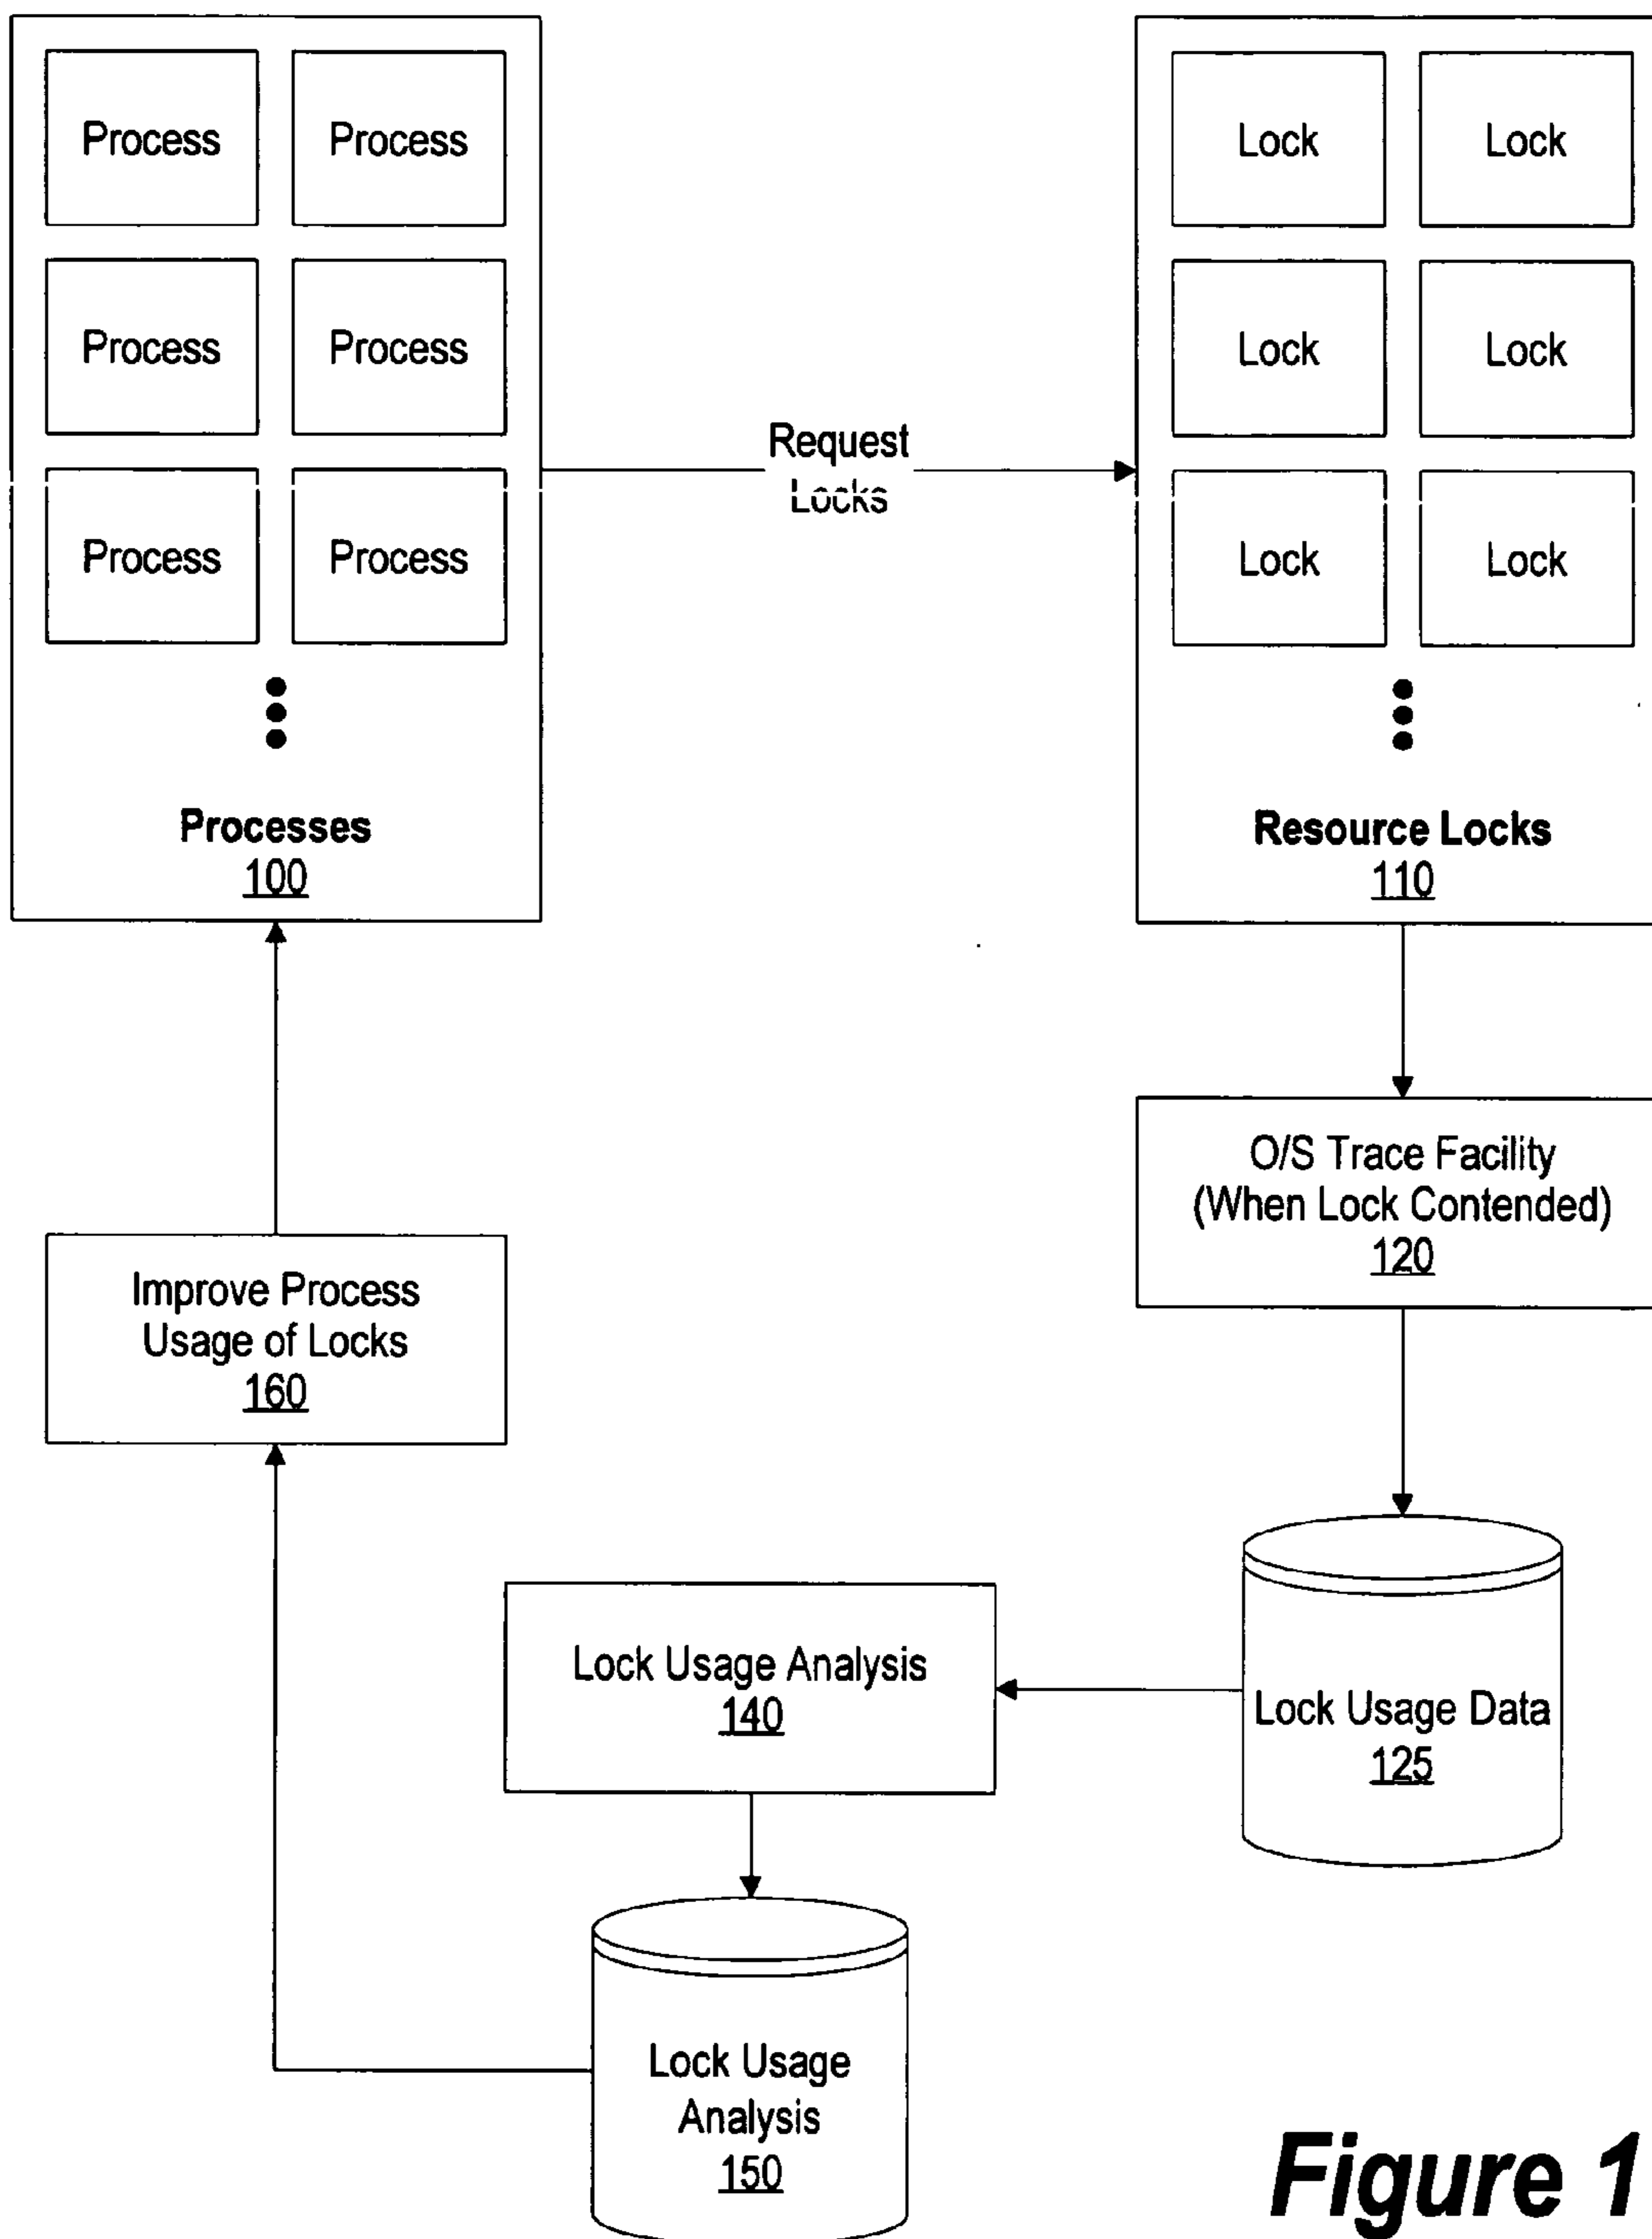 Process Process
Process Process
Process Process
Processes
100
Request
Locks
Lock Lock
Lock Lock
Lock Lock
Resource Locks
110
O/S Trace Facility
(When Lock Contended)
120
Improve Process
Usage of Locks
160
Lock Usage Analysis
140
Lock Usage Data
125
Lock Usage
Analysis
150
Figure 1